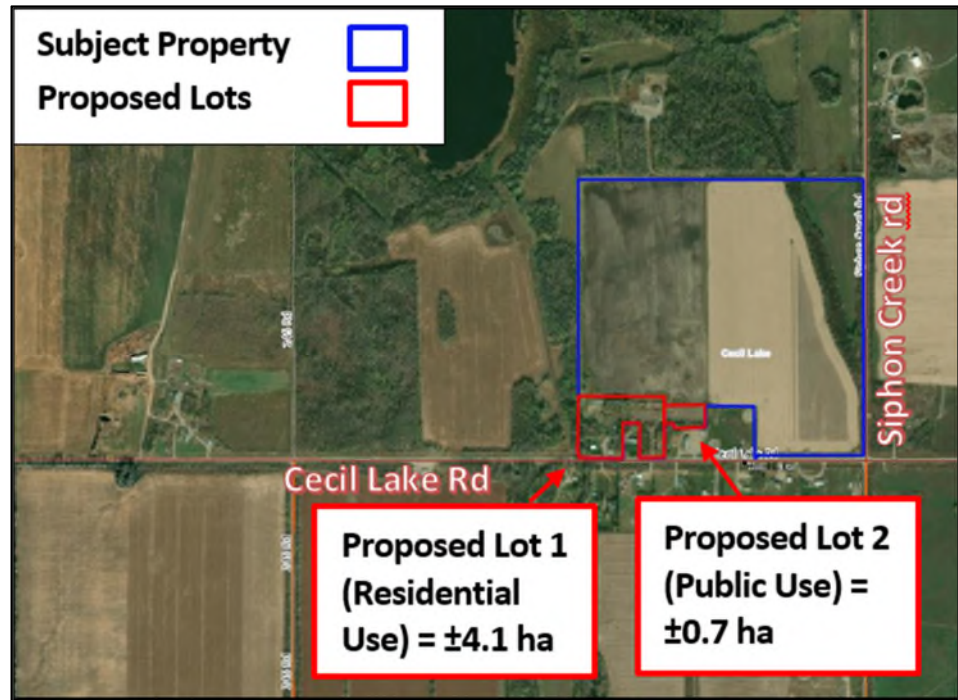 Subject Property
Proposed Lots
Siphon Creek rd
Cecil Lake
Cecil Lake Rd
Proposed Lot 1
(Residential
Use) = ±4.1 ha
Proposed Lot 2
(Public Use) =
±0.7 ha